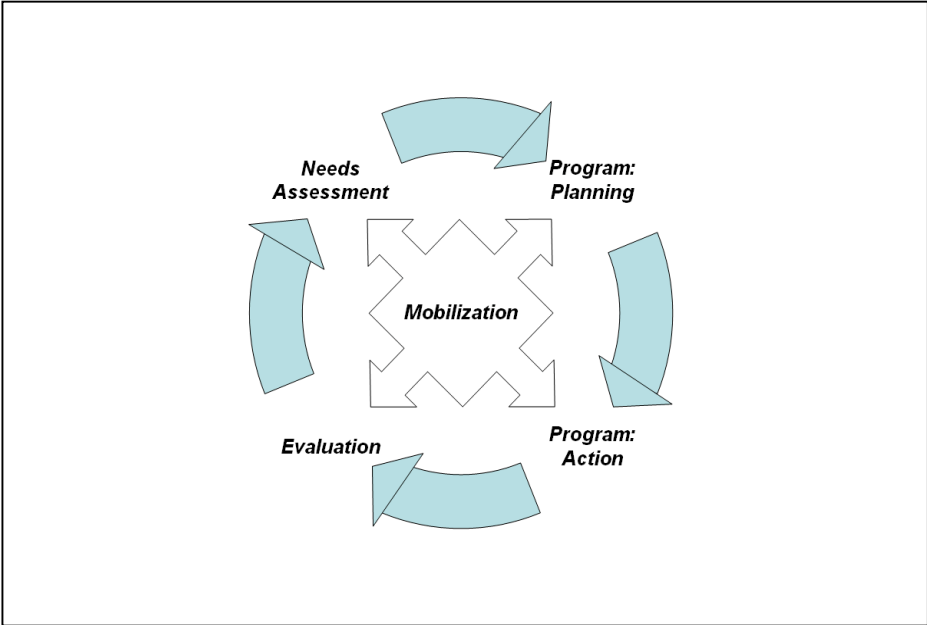 Needs
Assessment
Program:
Planning
Mobilization
Evaluation
Program:
Action